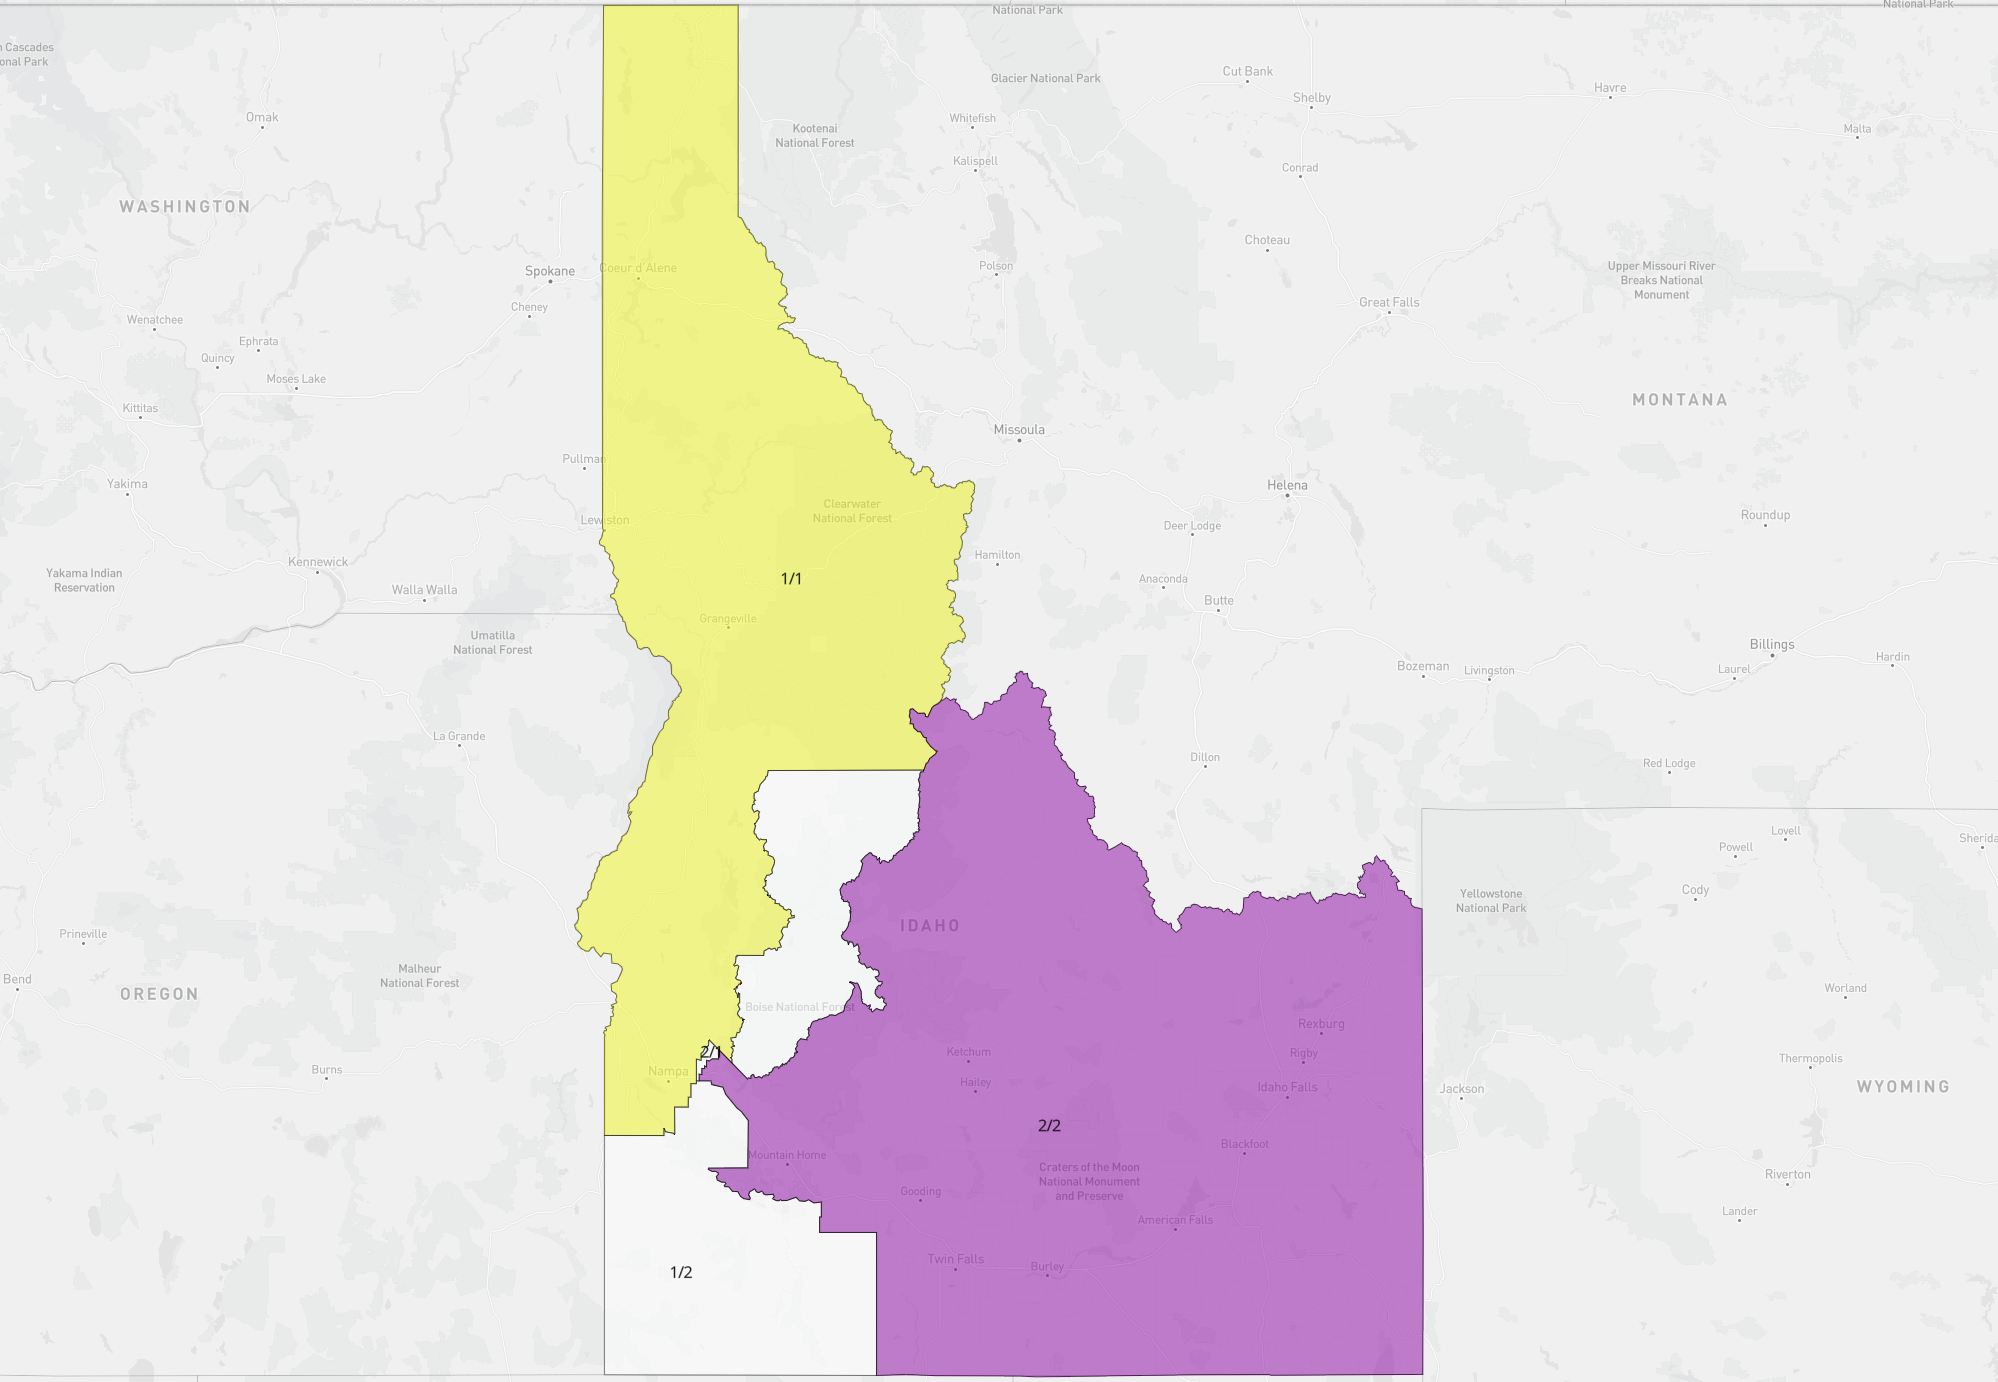 National Park
National Park
n Cascades
onal Park
Glacier National Park
Cut Bank
Havre
Shelby
Omak
Whitefish
Kootenai
National Forest
Malta
Kalispell
Conrad
WASHINGTON
Choteau
Spokane
Coeur d'Alene
Polson
Upper Missouri River
Breaks National
Monument
Cheney
Great Falls
Wenatchee
Ephrata
Quincy
Moses Lake
MONTANA
Kittitas
Missoula
Pullman
Yakima
Helena
Clearwater
National Forest
Lewiston
Deer Lodge
Roundup
Kennewick
Hamilton
Yakama Indian
Reservation
1/1
Anaconda
Walla Walla
Butte
Grangeville
Umatilla
National Forest
Billings
Bozeman
Livingston
Laurel
Hardin
La Grande
Dillon
Red Lodge
Lovell
Powell
Sherida
Cody
Yellowstone
National Park
IDAHO
Prineville
Malheur
National Forest
Bend
OREGON
Worland
Boise National Forest
Rexburg
2/1
Ketchum
Rigby
Thermopolis
Burns
Nampa
Hailey
Idaho Falls
Jackson
WYOMING
2/2
Mountain Home
Blackfoot
Craters of the Moon
National Monument
and Preserve
Riverton
Gooding
American Falls
Lander
1/2
Twin Falls
Burley